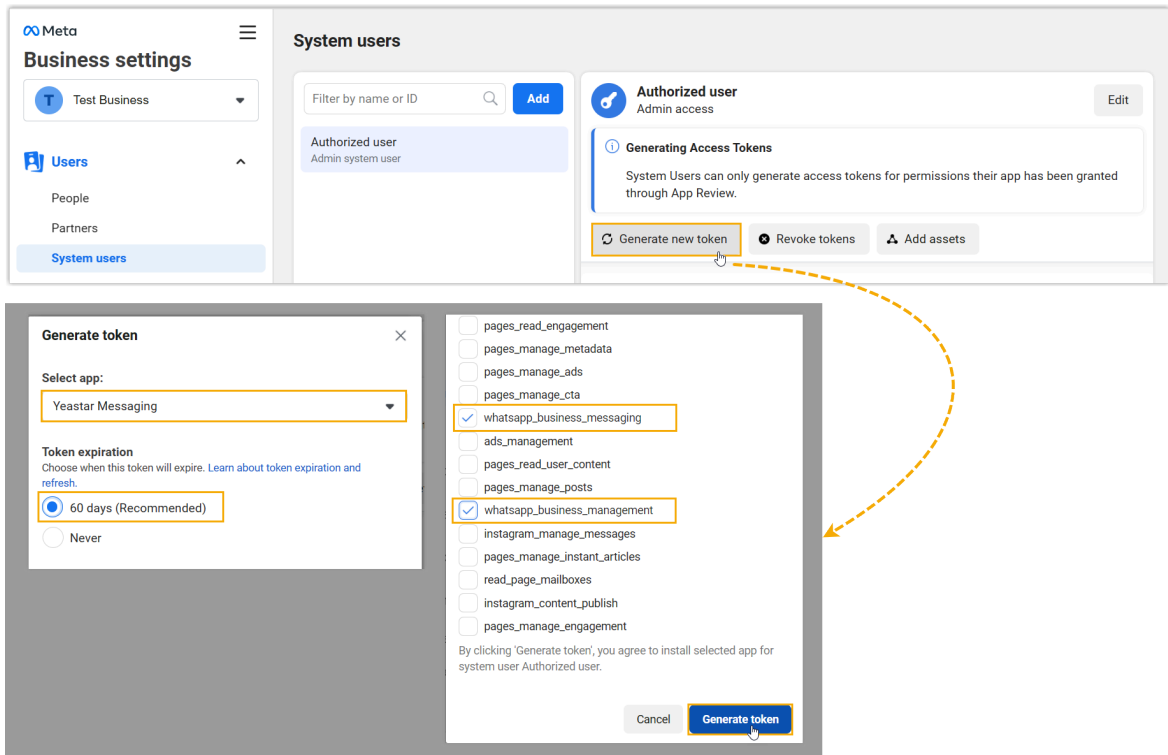 Meta
Business settings
T
Test Business
Users
People
Partners
System users
System users
Filter by name or ID
Add
Authorized user
Admin system user
Authorized user
Admin access
Edit
Generating Access Tokens
System Users can only generate access tokens for permissions their app has been granted
through App Review.
Generate new token
Revoke tokens
Add assets
Generate token
Select app:
Yeastar Messaging
Token expiration
Choose when this token will expire. Learn about token expiration and
refresh.
60 days (Recommended)
Never
pages_read_engagement
pages_manage_metadata
pages_manage_ads
pages_manage_cta
whatsapp_business_messaging
ads_management
pages_read_user_content
pages_manage_posts
whatsapp_business_management
instagram_manage_messages
pages_manage_instant_articles
read_page_mailboxes
instagram_content_publish
pages_manage_engagement
By clicking 'Generate token', you agree to install selected app for
system user Authorized user.
Cancel
Generate token